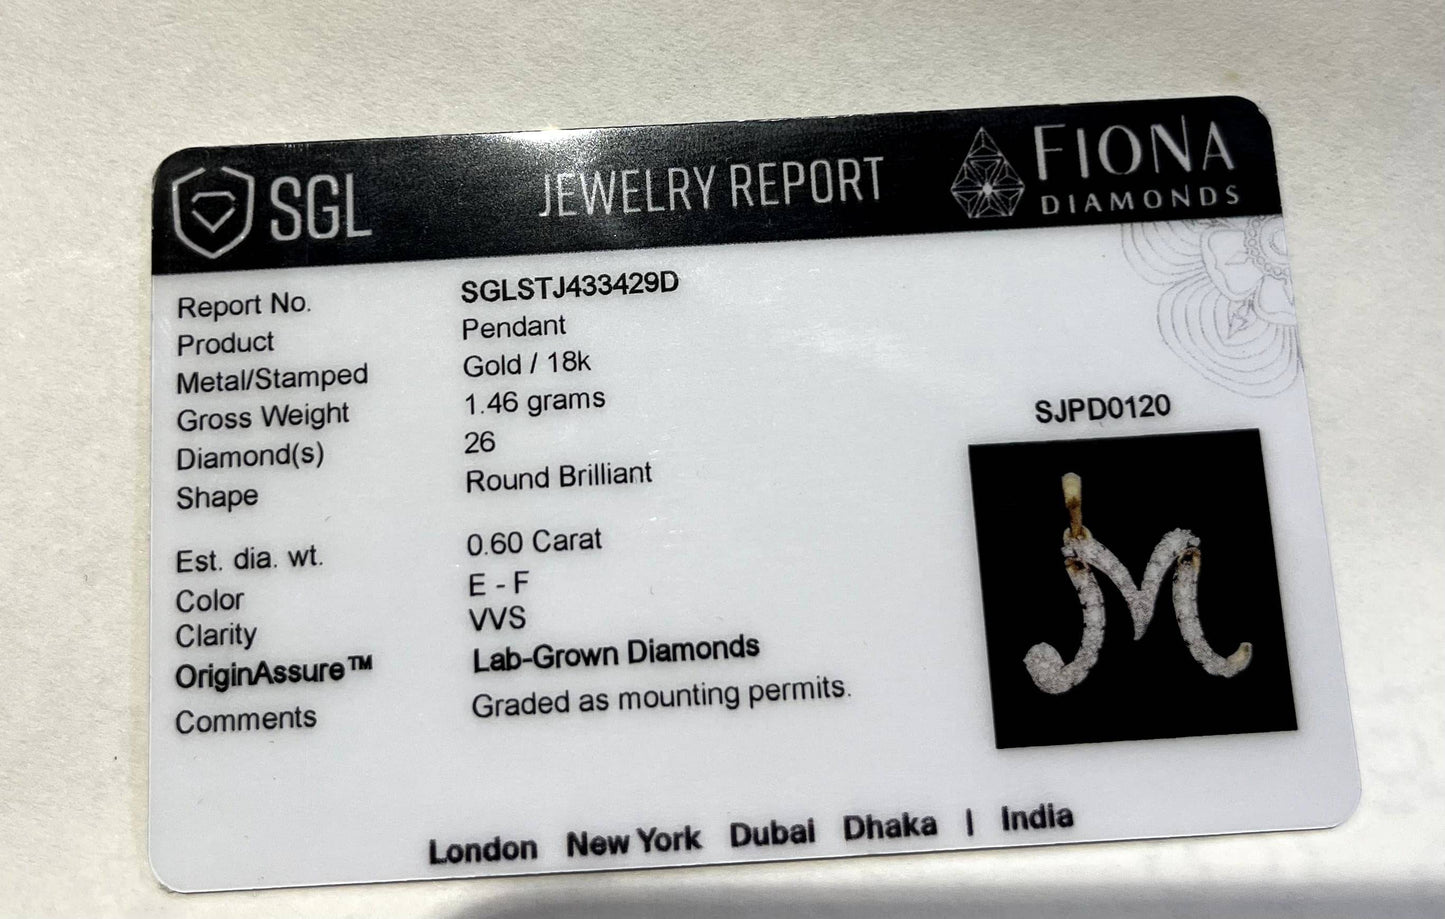 SGL JEWELRY REPORT FIONA
DIAMONDS
Report No. SGLSTJ433429D
Product Pendant
Metal/Stamped Gold / 18k
Gross Weight 1.46 grams
Diamond(s) 26
Shape Round Brilliant
Est. dia. wt. 0.60 Carat
Color E - F
Clarity VVS
OriginAssure™ Lab-Grown Diamonds
Comments Graded as mounting permits.
SJPD0120
London New York Dubai Dhaka | India